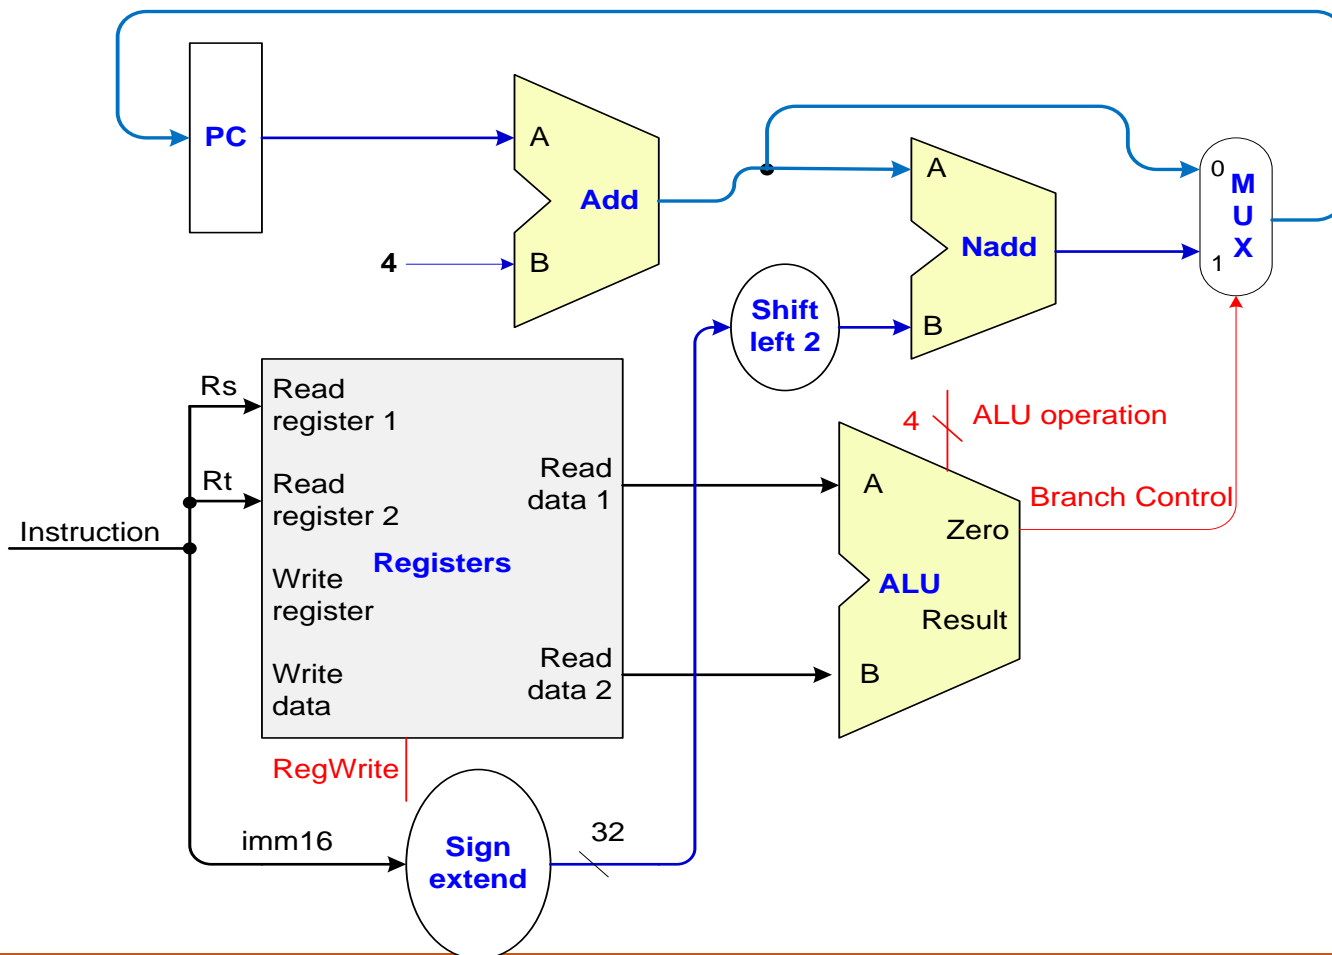 PC
A
Add
4
B
A
Nadd
B
0
M
U
X
1
Shift
left 2
Rs
Read
register 1
Rt
Read
register 2
Instruction
Registers
Write
register
Write
data
Read
data 1
Read
data 2
RegWrite
4
ALU operation
A
Zero
Branch Control
ALU
Result
B
imm16
Sign
extend
32